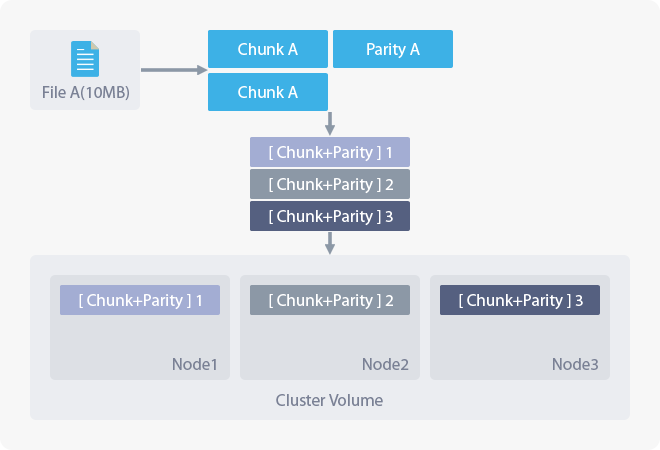 File A(10MB)
Chunk A
Parity A
Chunk A
[ Chunk+Parity ] 1
[ Chunk+Parity ] 2
[ Chunk+Parity ] 3
[ Chunk+Parity ] 1
[ Chunk+Parity ] 2
[ Chunk+Parity ] 3
Node1
Node2
Node3
Cluster Volume